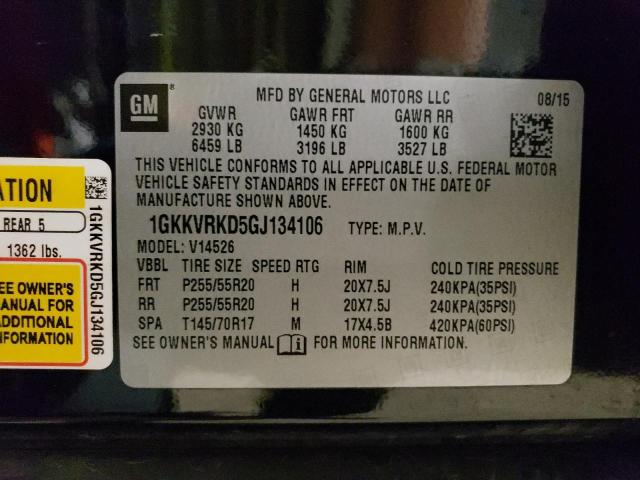 GM
MFD BY GENERAL MOTORS LLC 08/15
GVWR GAWR FRT GAWR RR
2930 KG 1450 KG 1600 KG
6459 LB 3196 LB 3527 LB
THIS VEHICLE CONFORMS TO ALL APPLICABLE U.S. FEDERAL MOTOR
VEHICLE SAFETY STANDARDS IN EFFECT ON THE DATE OF
MANUFACTURE SHOWN ABOVE.
1GKKVRKD5GJ134106 TYPE: M.P.V.
MODEL: V14526
VBBL TIRE SIZE SPEED RTG RIM COLD TIRE PRESSURE
FRT P255/55R20 H 20X7.5J 240KPA(35PSI)
RR P255/55R20 H 20X7.5J 240KPA(35PSI)
SPA T145/70R17 M 17X4.5B 420KPA(60PSI)
SEE OWNER'S MANUAL i FOR MORE INFORMATION.
ATION
REAR 5
1362 lbs.
EE OWNER'S
ANUAL FOR
ADDITIONAL
FORMATION
1GKKVRKD5GJ134106